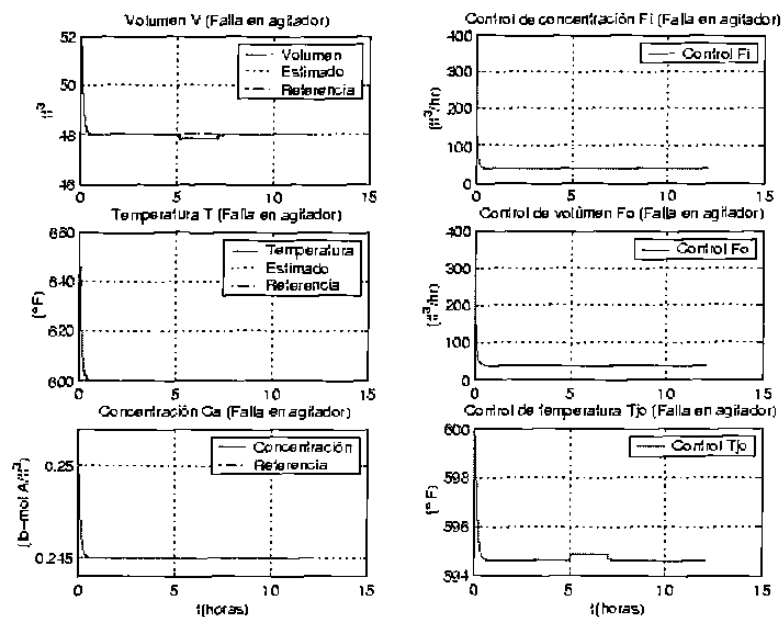 Volumen V (Falla en agitador)
52
50
48
46
ft³
Volumen
Estimado
Referencia
0
5
10
15
Control de concentración Fi (Falla en agitador)
400
300
200
100
0
(ft³/hr)
Control Fi
0
5
10
15
Temperatura T (Falla en agitador)
660
640
620
600
(°F)
Temperatura
Estimado
Referencia
0
5
10
15
Control de volúmen Fo (Falla en agitador)
400
300
200
100
0
(ft³/hr)
Control Fo
0
5
10
15
Concentración Ca (Falla en agitador)
0.25
0.245
(lb-mol A/ft³)
Concentración
Referencia
0
5
10
15
t(horas)
Control de temperatura Tjo (Falla en agitador)
600
598
596
594
(°F)
Control Tjo
0
5
10
15
t(horas)